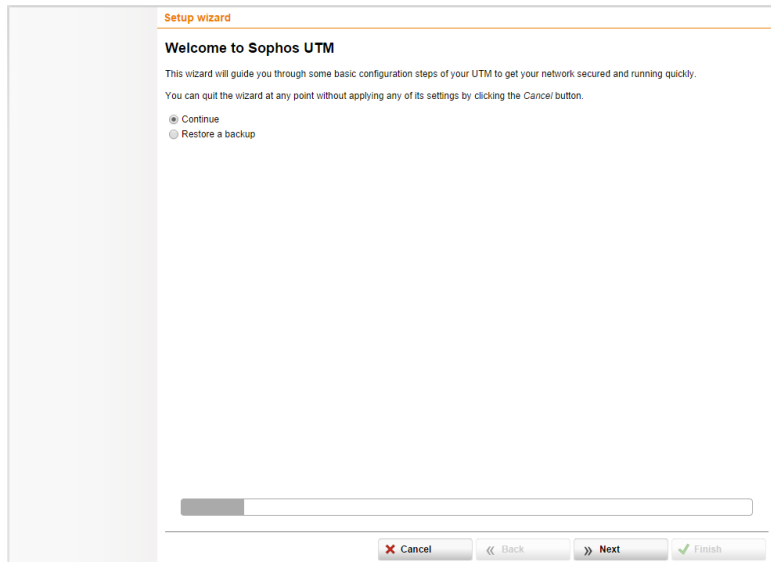 Setup wizard
Welcome to Sophos UTM
This wizard will guide you through some basic configuration steps of your UTM to get your network secured and running quickly.
You can quit the wizard at any point without applying any of its settings by clicking the Cancel button.
Continue
Restore a backup
Cancel
Back
Next
Finish